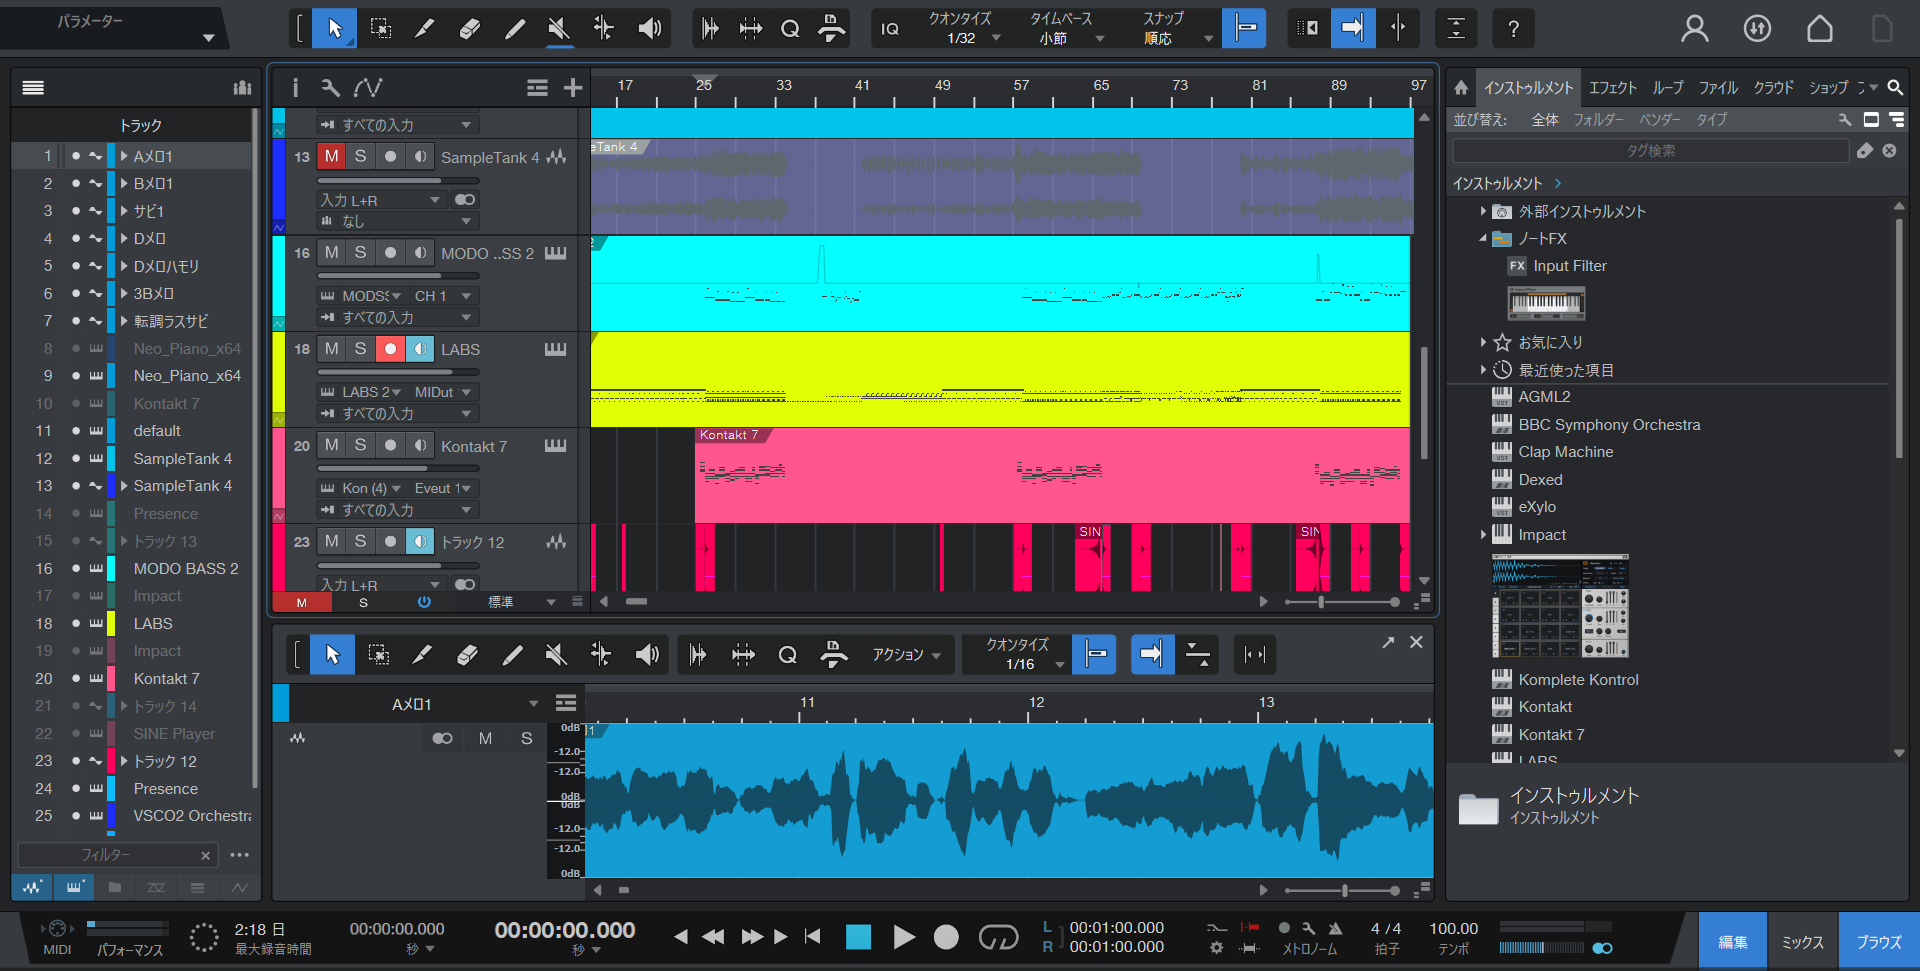 パラメーター
IQ
クオンタイズ
1/32
タイムベース
小節
スナップ
順応
?
トラック
1 Aメロ1
2 Bメロ1
3 サビ1
4 Dメロ
5 Dメロハモリ
6 3Bメロ
7 転調ラスサビ
8 Neo_Piano_x64
9 Neo_Piano_x64
10 Kontakt 7
11 default
12 SampleTank 4
13 SampleTank 4
14 Presence
15 トラック 13
16 MODO BASS 2
17 Impact
18 LABS
19 Impact
20 Kontakt 7
21 トラック 14
22 SINE Player
23 トラック 12
24 Presence
25 VSCO2 Orchestra
フィルター
17 25 33 41 49 57 65 73 81 89 97
すべての入力
13 M S SampleTank 4
入力 L+R
なし
eTank 4
16 M S MODO ..SS 2
MODSS CH 1
すべての入力
2
18 M S LABS
LABS 2 MIDut
すべての入力
20 M S Kontakt 7
Kon (4) Eveut 1
すべての入力
Kontakt 7
23 M S トラック 12
入力 L+R
SIN SIN
M S 標準
アクション
クオンタイズ
1/16
Aメロ1
11 12 13
M S
0dB
-12.0
-12.0
0dB
0dB
-12.0
-12.0
0dB
インストゥルメント エフェクト ループ ファイル クラウド ショップ
並び替え: 全体 フォルダー ベンダー タイプ
タグ検索
インストゥルメント
外部インストゥルメント
ノートFX
FX Input Filter
お気に入り
最近使った項目
AGML2
BBC Symphony Orchestra
Clap Machine
Dexed
eXylo
Impact
Komplete Kontrol
Kontakt
Kontakt 7
LABS
インストゥルメント
インストゥルメント
MIDI
パフォーマンス
2:18 日
最大録音時間
00:00:00.000
秒
00:00:00.000
秒
L 00:01:00.000
R 00:01:00.000
メトロノーム
4 / 4
拍子
100.00
テンポ
編集
ミックス
ブラウズ